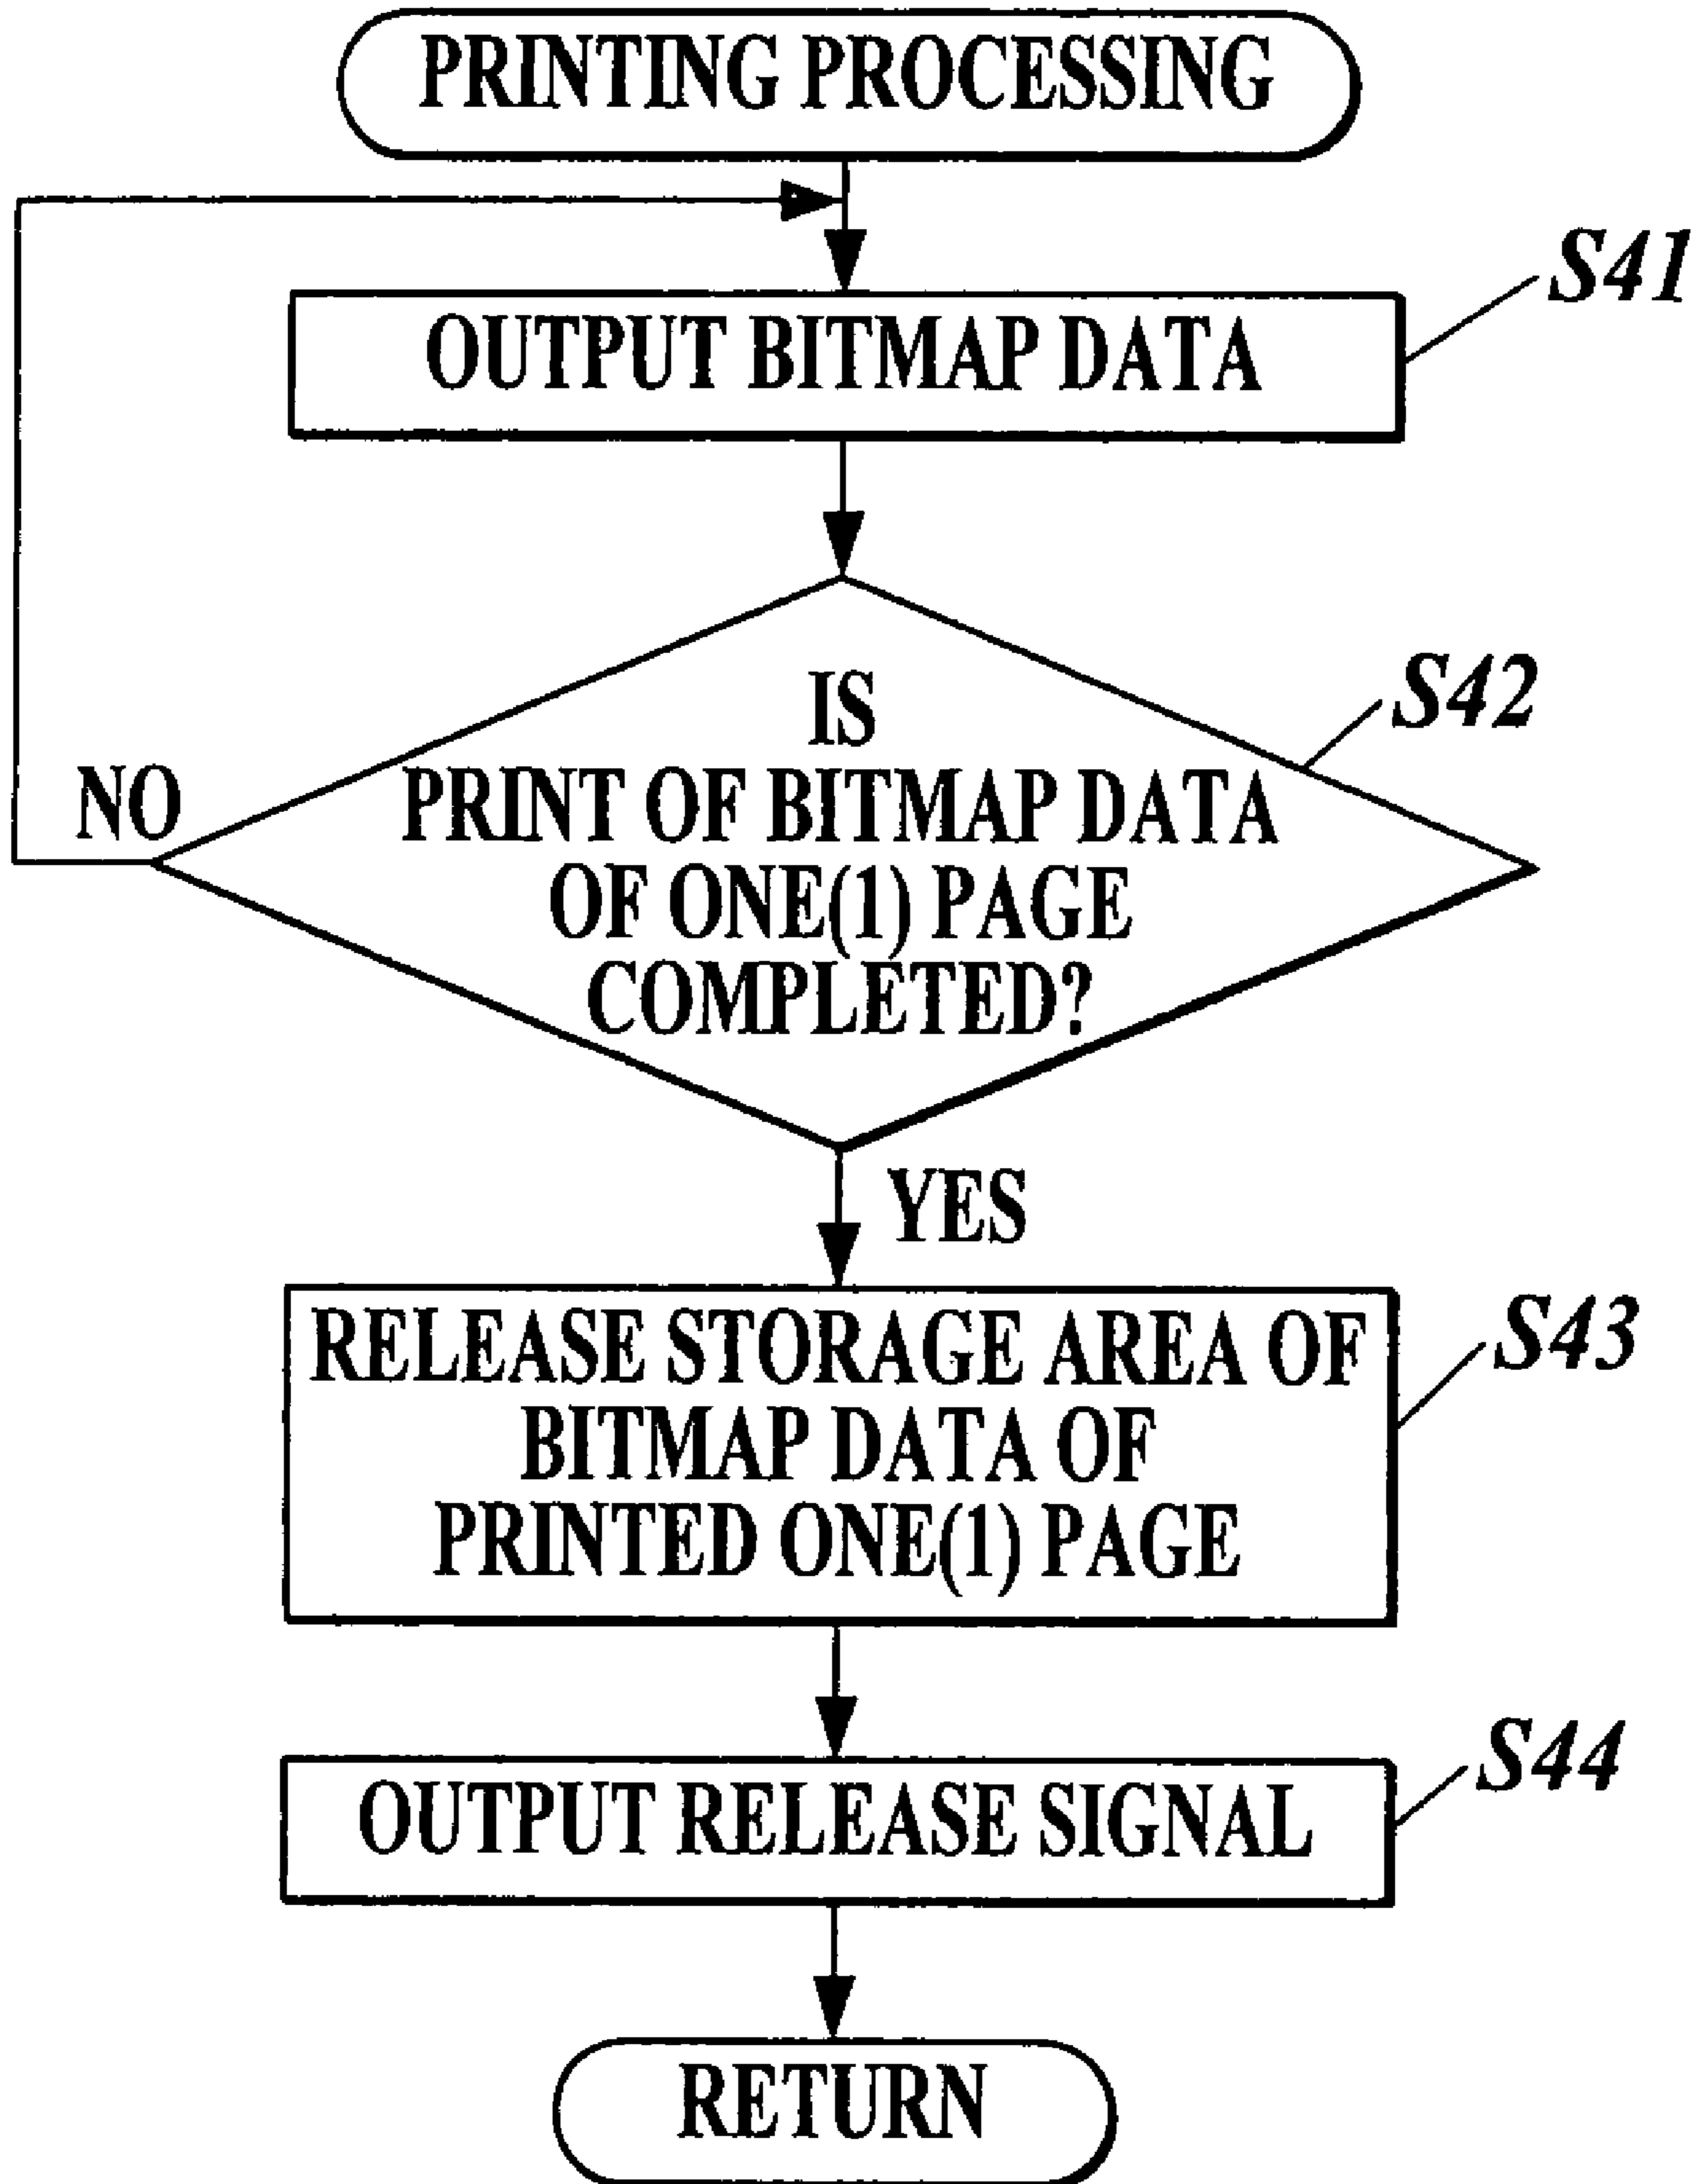 PRINTING PROCESSING
S41
OUTPUT BITMAP DATA
S42
IS
PRINT OF BITMAP DATA
OF ONE(1) PAGE
COMPLETED?
NO
YES
S43
RELEASE STORAGE AREA OF
BITMAP DATA OF
PRINTED ONE(1) PAGE
S44
OUTPUT RELEASE SIGNAL
RETURN